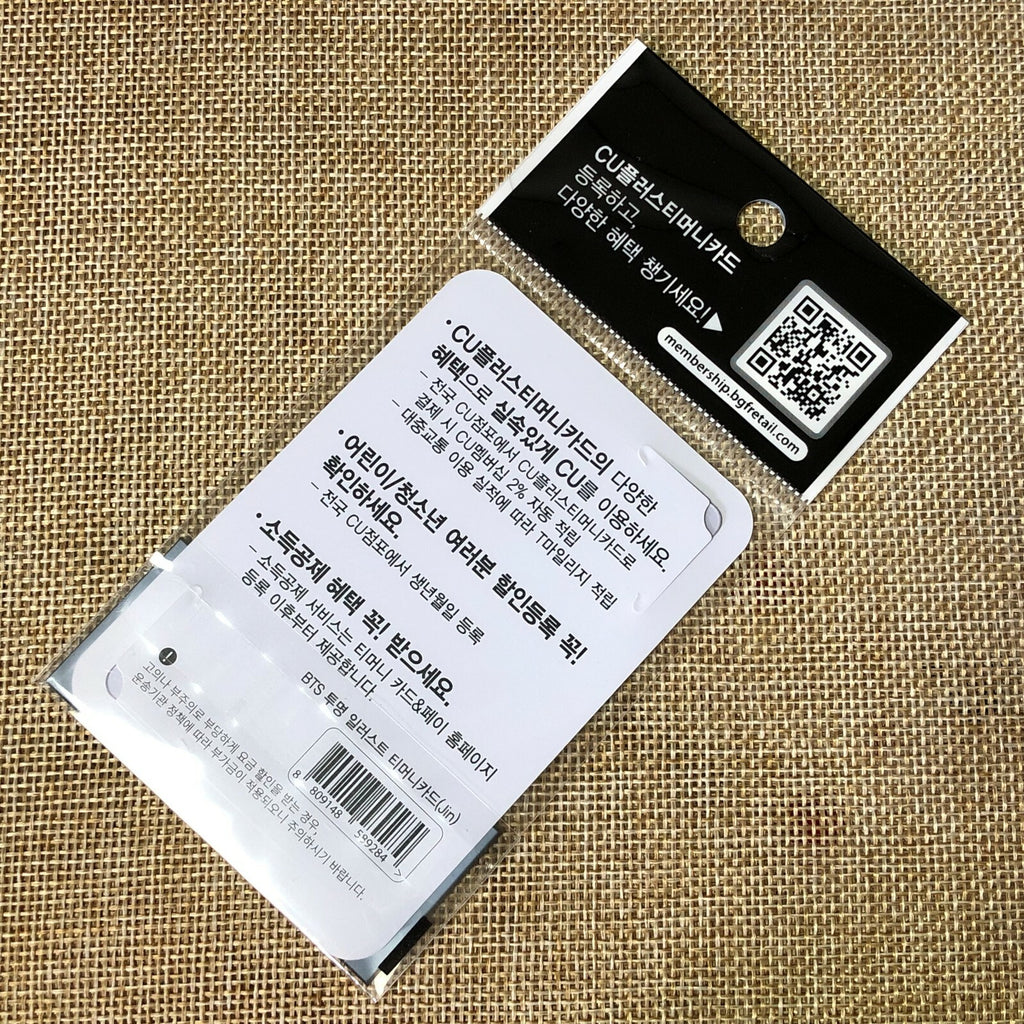 CU플러스티머니카드
등록하고,
다양한 혜택 챙기세요!▶
membership.bgfretail.com
• CU플러스티머니카드의 다양한
혜택으로 실속있게 CU를 이용하세요.
- 전국 CU점포에서 CU플러스티머니카드로
결제 시 CU멤버십 2% 자동 적립
- 대중교통 이용 실적에 따라 T마일리지 적립
• 어린이/청소년 여러분 할인등록 꼭!
확인하세요.
- 전국 CU점포에서 생년월일 등록
• 소득공제 혜택 꼭! 받으세요.
- 소득공제 서비스는 티머니 카드&페이 홈페이지
등록 이후부터 제공합니다.
BTS 투명 일러스트 티머니카드(Jin)
8 809148 599284 >
!
고의나 부주의로 부당하게 요금 할인을 받는 경우,
운송기관 정책에 따라 부가금이 적용되오니 주의하시기 바랍니다.